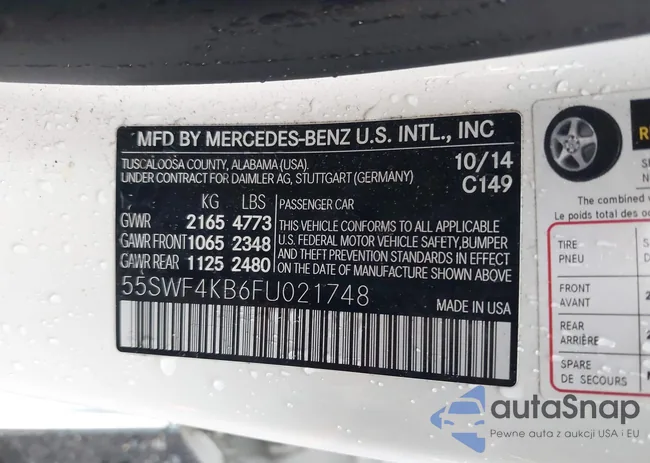 MFD BY MERCEDES-BENZ U.S. INTL., INC
TUSCALOOSA COUNTY, ALABAMA (USA). 10/14
UNDER CONTRACT FOR DAIMLER AG, STUTTGART (GERMANY) C149
KG LBS PASSENGER CAR
GVWR 2165 4773
GAWR FRONT 1065 2348
GAWR REAR 1125 2480
THIS VEHICLE CONFORMS TO ALL APPLICABLE
U.S. FEDERAL MOTOR VEHICLE SAFETY, BUMPER
AND THEFT PREVENTION STANDARDS IN EFFECT
ON THE DATE OF MANUFACTURE SHOWN ABOVE.
55SWF4KB6FU021748
MADE IN USA
The combined
Le poids total des
TIRE
PNEU
FRONT
AVANT
REAR
ARRIÈRE
SPARE
DE SECOURS
autaSnap
Pewne auta z aukcji USA i EU